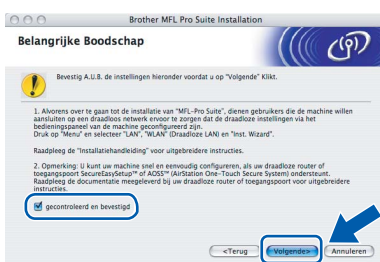 Brother MFL Pro Suite Installation
Belangrijke Boodschap
Bevestig A.U.B. de instellingen hieronder voordat u op "Volgende" Klikt.
1. Alvorens over te gaan tot de installatie van "MFL-Pro Suite", dienen gebruikers die de machine willen
aansluiten op een draadloos netwerk ervoor te zorgen dat de draadloze instellingen via het
bedieningspaneel van de machine geconfigureerd zijn.
Druk op "Menu" en selecteer "LAN", "WLAN" (Draadloze LAN) en "Inst. Wizard".
Raadpleeg de "Installatiehandleiding" voor uitgebreidere instructies.
2. Opmerking: U kunt uw machine snel en eenvoudig configureren, als uw draadloze router of
toegangspoort SecureEasySetup™ of AOSS™ (AirStation One-Touch Secure System) ondersteunt.
Raadpleeg de documentatie meegeleverd bij uw draadloze router of toegangspoort voor uitgebreidere
instructies.
gecontroleerd en bevestigd
<Terug
Volgende>
Annuleren